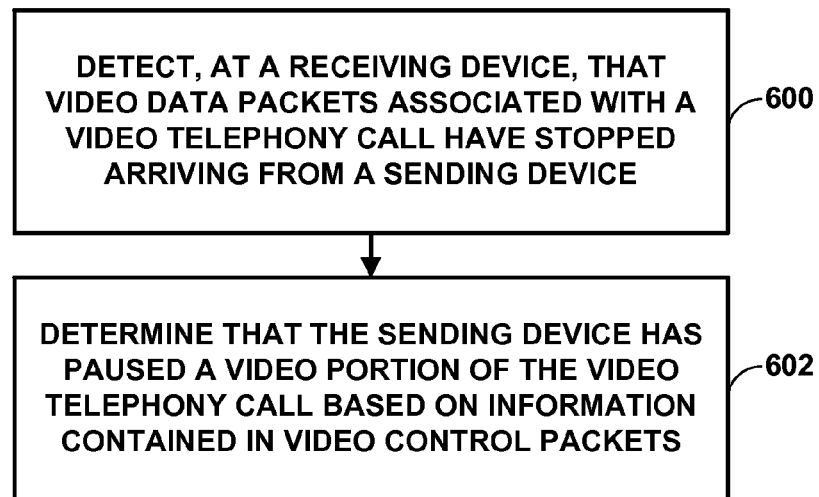 DETECT, AT A RECEIVING DEVICE, THAT
VIDEO DATA PACKETS ASSOCIATED WITH A
VIDEO TELEPHONY CALL HAVE STOPPED
ARRIVING FROM A SENDING DEVICE
600
DETERMINE THAT THE SENDING DEVICE HAS
PAUSED A VIDEO PORTION OF THE VIDEO
TELEPHONY CALL BASED ON INFORMATION
CONTAINED IN VIDEO CONTROL PACKETS
602